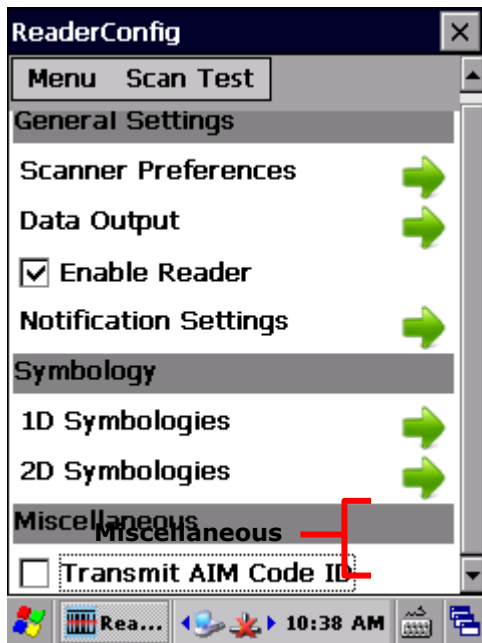 ReaderConfig
Menu Scan Test
General Settings
Scanner Preferences
Data Output
Enable Reader
Notification Settings
Symbology
1D Symbologies
2D Symbologies
Miscellaneous
Miscellaneous
Transmit AIM Code ID
Rea... 10:38 AM